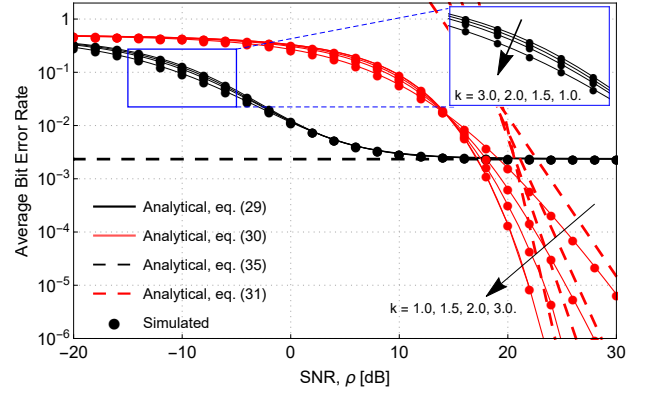 1
10⁻¹
10⁻²
10⁻³
10⁻⁴
10⁻⁵
10⁻⁶
Average Bit Error Rate
k = 3.0, 2.0, 1.5, 1.0.
Analytical, eq. (29)
Analytical, eq. (30)
Analytical, eq. (35)
Analytical, eq. (31)
Simulated
k = 1.0, 1.5, 2.0, 3.0.
-20 -10 0 10 20 30
SNR, ρ [dB]